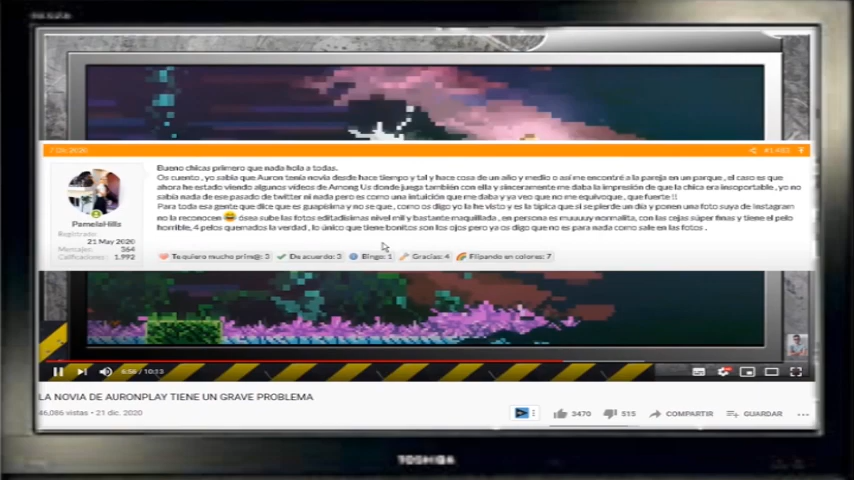 7 Dic 2020
#1,483
Bueno chicas primero que nada hola a todas.
Os cuento , yo sabía que Auron tenía novia desde hace tiempo y tal y hace cosa de un año y medio o así me encontré a la pareja en un parque , el caso es que
ahora he estado viendo algunos vídeos de Among Us donde juega también con ella y sinceramente me daba la impresión de que la chica era insoportable , yo no
sabía nada de ese pasado de twitter ni nada pero es como una intuición que me daba y ya veo que no me equivoque, que fuerte !!
Para toda esa gente que dice que es guapísima y no se que , como os digo yo la he visto y es la típica que si se pierde un día y ponen una foto suya de Instagram
no la reconocen 😄 ósea sube las fotos editadísimas nivel mil y bastante maquillada , en persona es muuuuy normalita, con las cejas súper finas y tiene el pelo
horrible, 4 pelos quemados la verdad , lo único que tiene bonitos son los ojos pero ya os digo que no es para nada como sale en las fotos .
PamelaHills
Registrado:
21 May 2020
Mensajes: 364
Calificaciones: 1.992
Te quiero mucho prim@: 3 De acuerdo: 3 Bingo: 1 Gracias: 4 Flipando en colores: 7
6:56 / 10:13
LA NOVIA DE AURONPLAY TIENE UN GRAVE PROBLEMA
46,086 vistas • 21 dic. 2020
3470 515 COMPARTIR GUARDAR
TOSHIBA